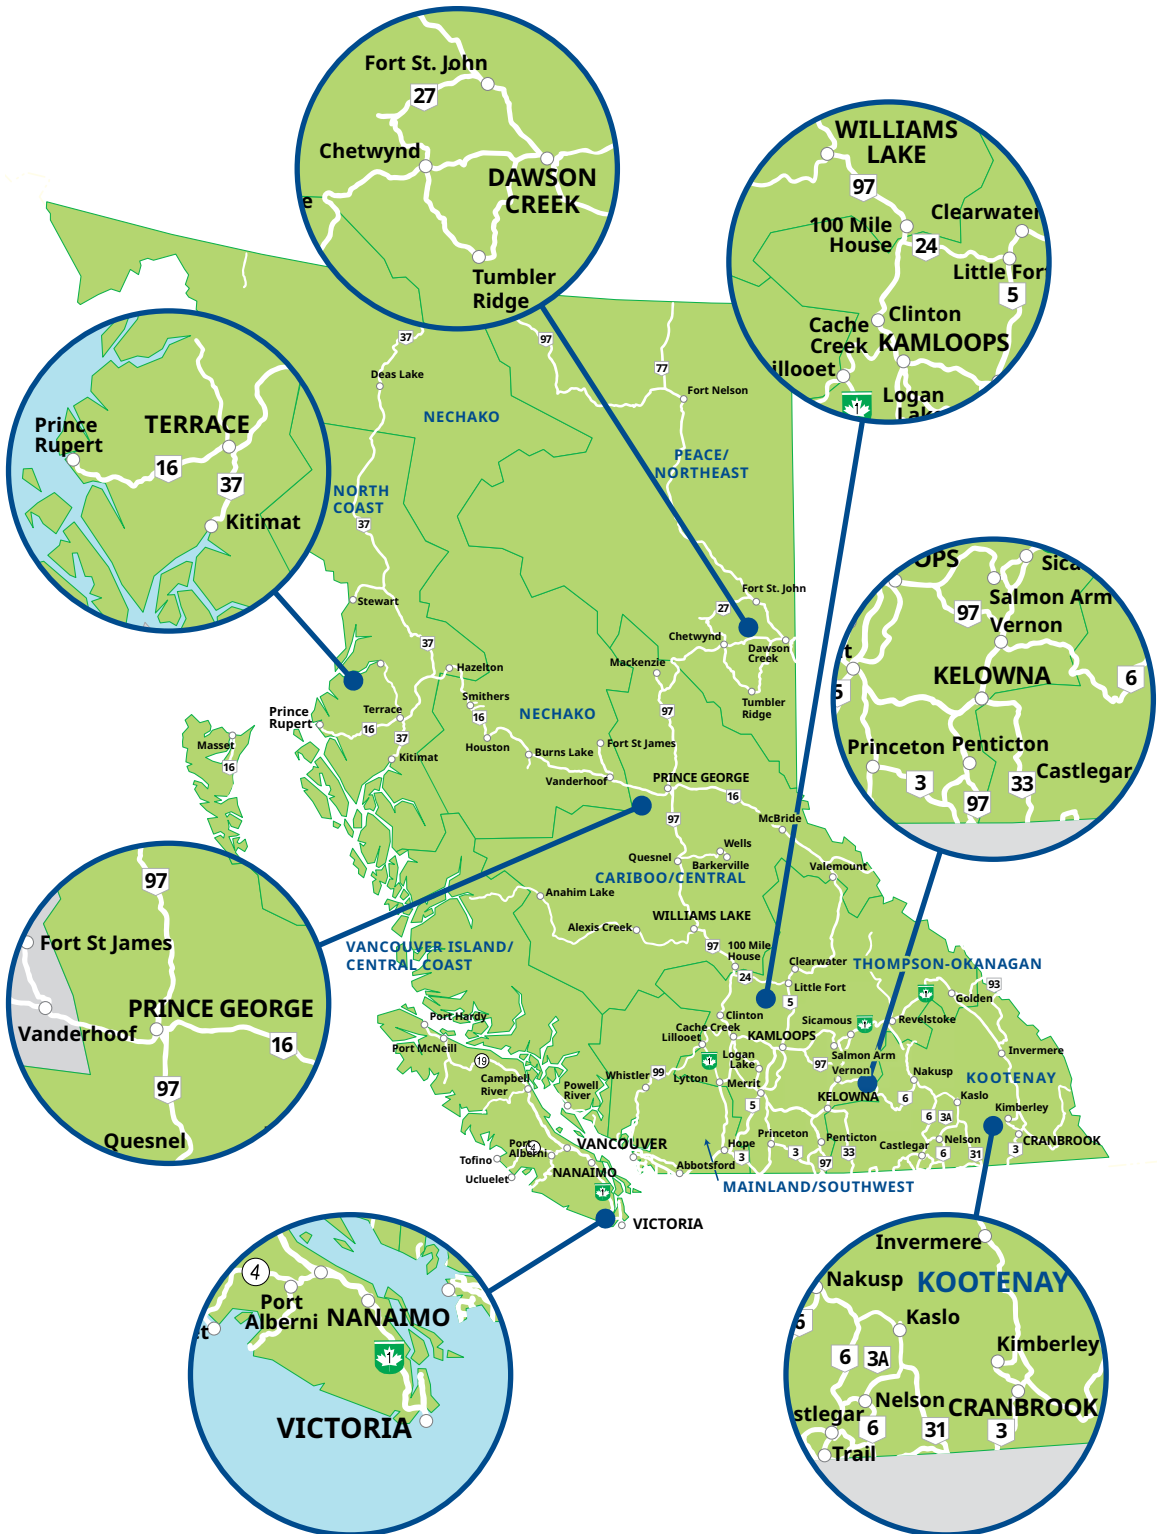 Fort St. John
27
Chetwynd
DAWSON
CREEK
e
Tumbler
Ridge
WILLIAMS
LAKE
97
Clearwater
100 Mile
House
24
Little Fort
5
Clinton
Cache
Creek
KAMLOOPS
illooet
1
Logan
Lake
TERRACE
Prince
Rupert
16
37
Kitimat
37
97
77
Deas Lake
Fort Nelson
NECHAKO
PEACE/
NORTHEAST
NORTH
COAST
37
OPS
Sica
Salmon Arm
97
Vernon
t
KELOWNA
6
5
Princeton
Penticton
Castlegar
3
33
97
Stewart
37
Hazelton
Smithers
16
Houston
Terrace
16
37
Kitimat
Prince
Rupert
Masset
16
NECHAKO
Burns Lake
Fort St James
Vanderhoof
PRINCE GEORGE
Fort St. John
27
Chetwynd
Dawson
Creek
Mackenzie
97
Tumbler
Ridge
16
97
McBride
Wells
Quesnel
Barkerville
Valemount
CARIBOO/CENTRAL
Anahim Lake
Alexis Creek
WILLIAMS LAKE
97
100 Mile
House
24
Clearwater
Little Fort
5
VANCOUVER ISLAND/
CENTRAL COAST
THOMPSON-OKANAGAN
93
1
Golden
97
Fort St James
PRINCE GEORGE
Vanderhoof
16
97
Quesnel
Port Hardy
Port McNeill
19
Campbell
River
Powell
River
Clinton
Cache Creek
Lillooet
KAMLOOPS
Sicamous
1
Revelstoke
Invermere
1
Logan
Lake
Salmon Arm
97
Vernon
Whistler
99
Lytton
Merrit
5
KELOWNA
Nakusp
KOOTENAY
6
Kaslo
Kimberley
6
3A
CRANBROOK
Port
Alberni
4
Tofino
Ucluelet
NANAIMO
VANCOUVER
Hope
3
Abbotsford
Princeton
3
Penticton
97
33
Castlegar
Nelson
6
31
3
1
MAINLAND/SOUTHWEST
VICTORIA
4
Port
Alberni
NANAIMO
et
1
VICTORIA
Invermere
Nakusp
KOOTENAY
6
Kaslo
Kimberley
6
3A
Nelson
CRANBROOK
stlegar
6
31
3
Trail